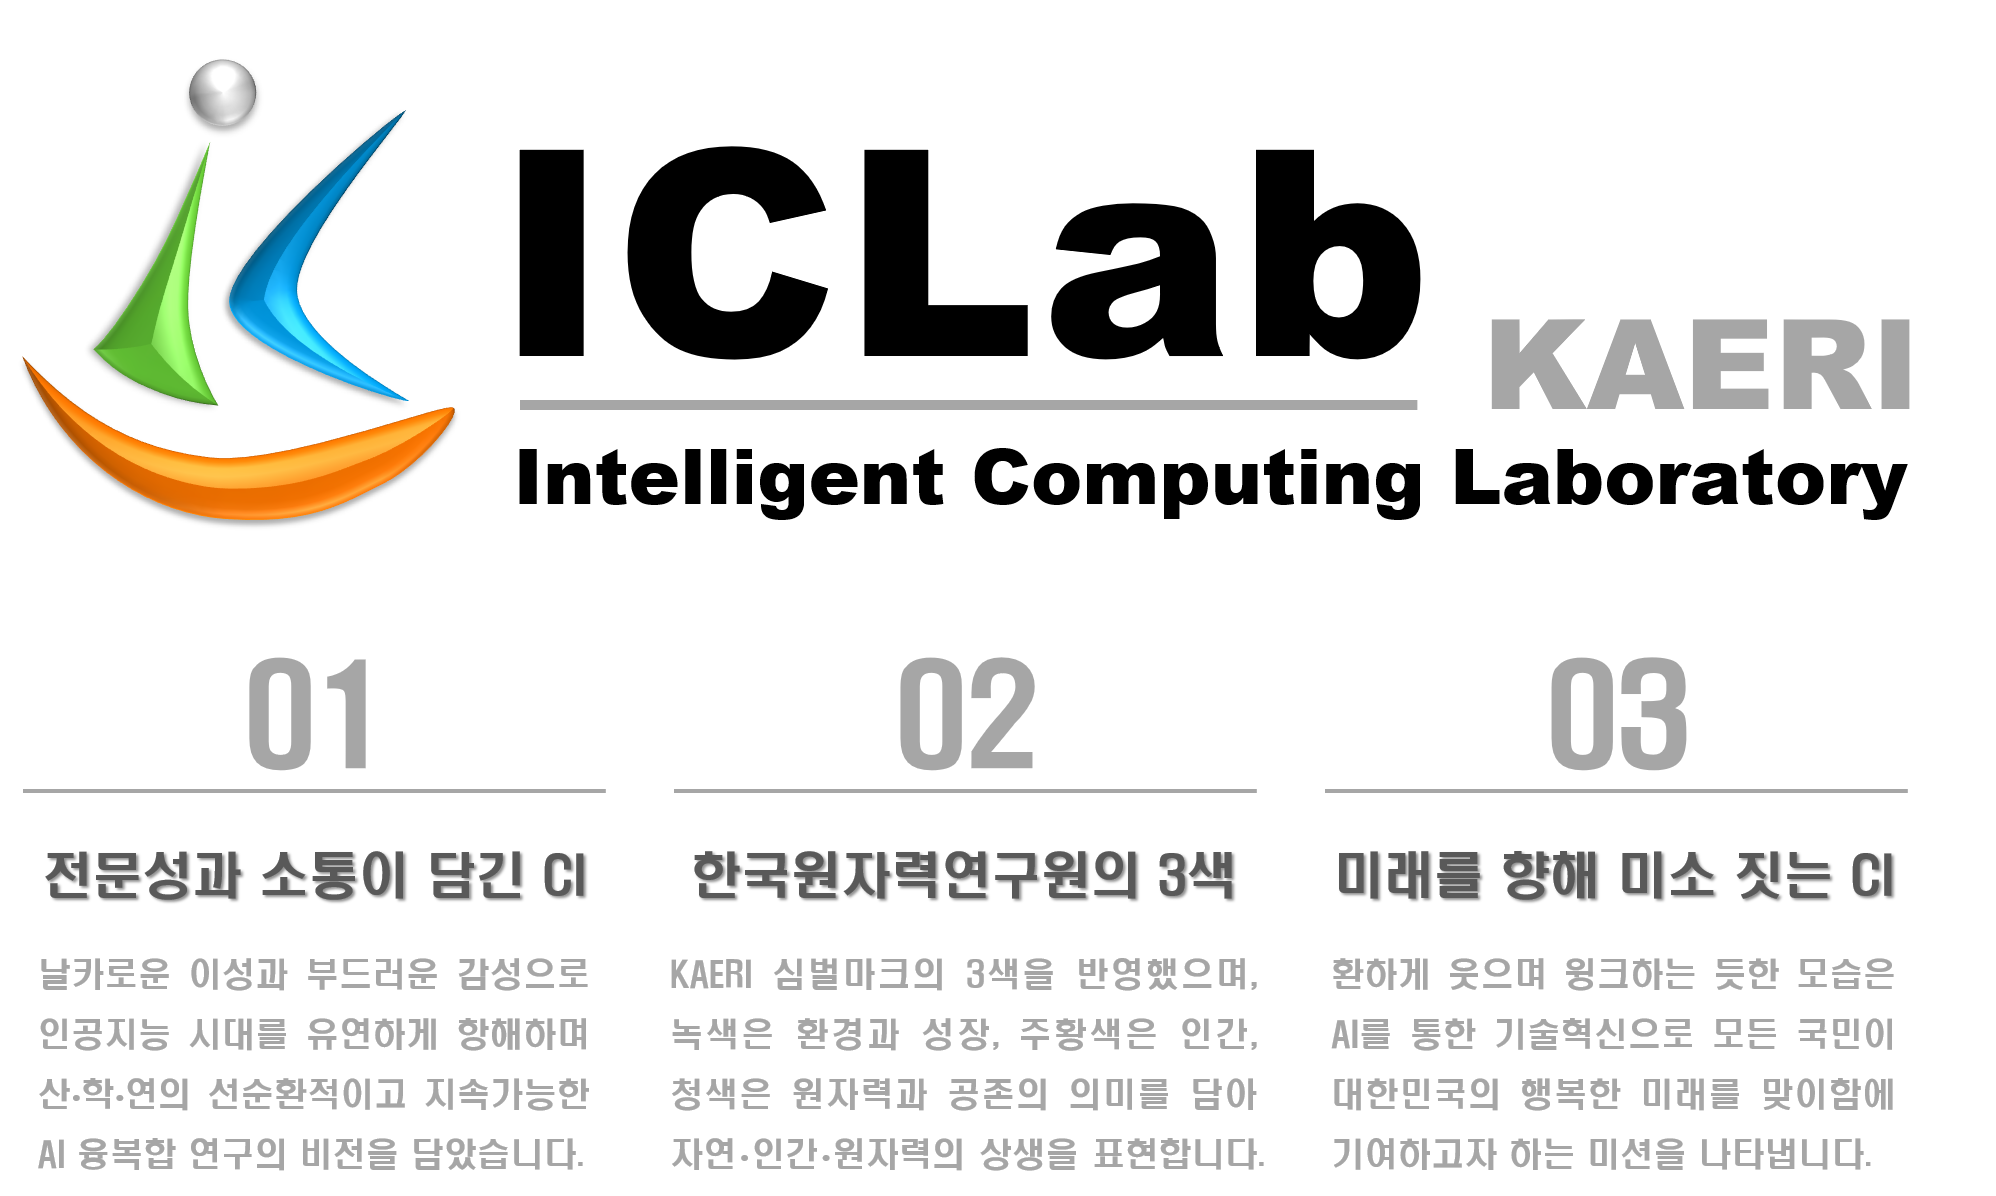 ICLab
KAERI
Intelligent Computing Laboratory
01
전문성과 소통이 담긴 CI
날카로운 이성과 부드러운 감성으로
인공지능 시대를 유연하게 항해하며
산·학·연의 선순환적이고 지속가능한
AI 융복합 연구의 비전을 담았습니다.
02
한국원자력연구원의 3색
KAERI 심벌마크의 3색을 반영했으며,
녹색은 환경과 성장, 주황색은 인간,
청색은 원자력과 공존의 의미를 담아
자연·인간·원자력의 상생을 표현합니다.
03
미래를 향해 미소 짓는 CI
환하게 웃으며 윙크하는 듯한 모습은
AI를 통한 기술혁신으로 모든 국민이
대한민국의 행복한 미래를 맞이함에
기여하고자 하는 미션을 나타냅니다.